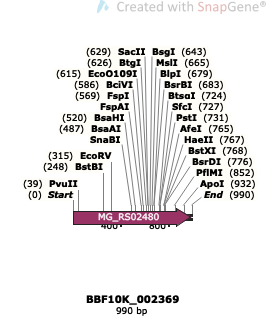 Created with SnapGene®
(629) SacII BsgI (643)
(626) BtgI MslI (665)
(615) EcoO109I BlpI (679)
(586) BciVI BsrBI (683)
(569) FspI BtsαI (724)
FspAI SfcI (727)
(520) BsaHI PstI (731)
(487) BsaAI AfeI (765)
SnaBI HaeII (767)
BstXI (768)
(315) EcoRV BsrDI (776)
(248) BstBI PflMI (852)
(39) PvuII ApoI (932)
(0) Start End (990)
MG_RS02480
400 800
BBF10K_002369
990 bp